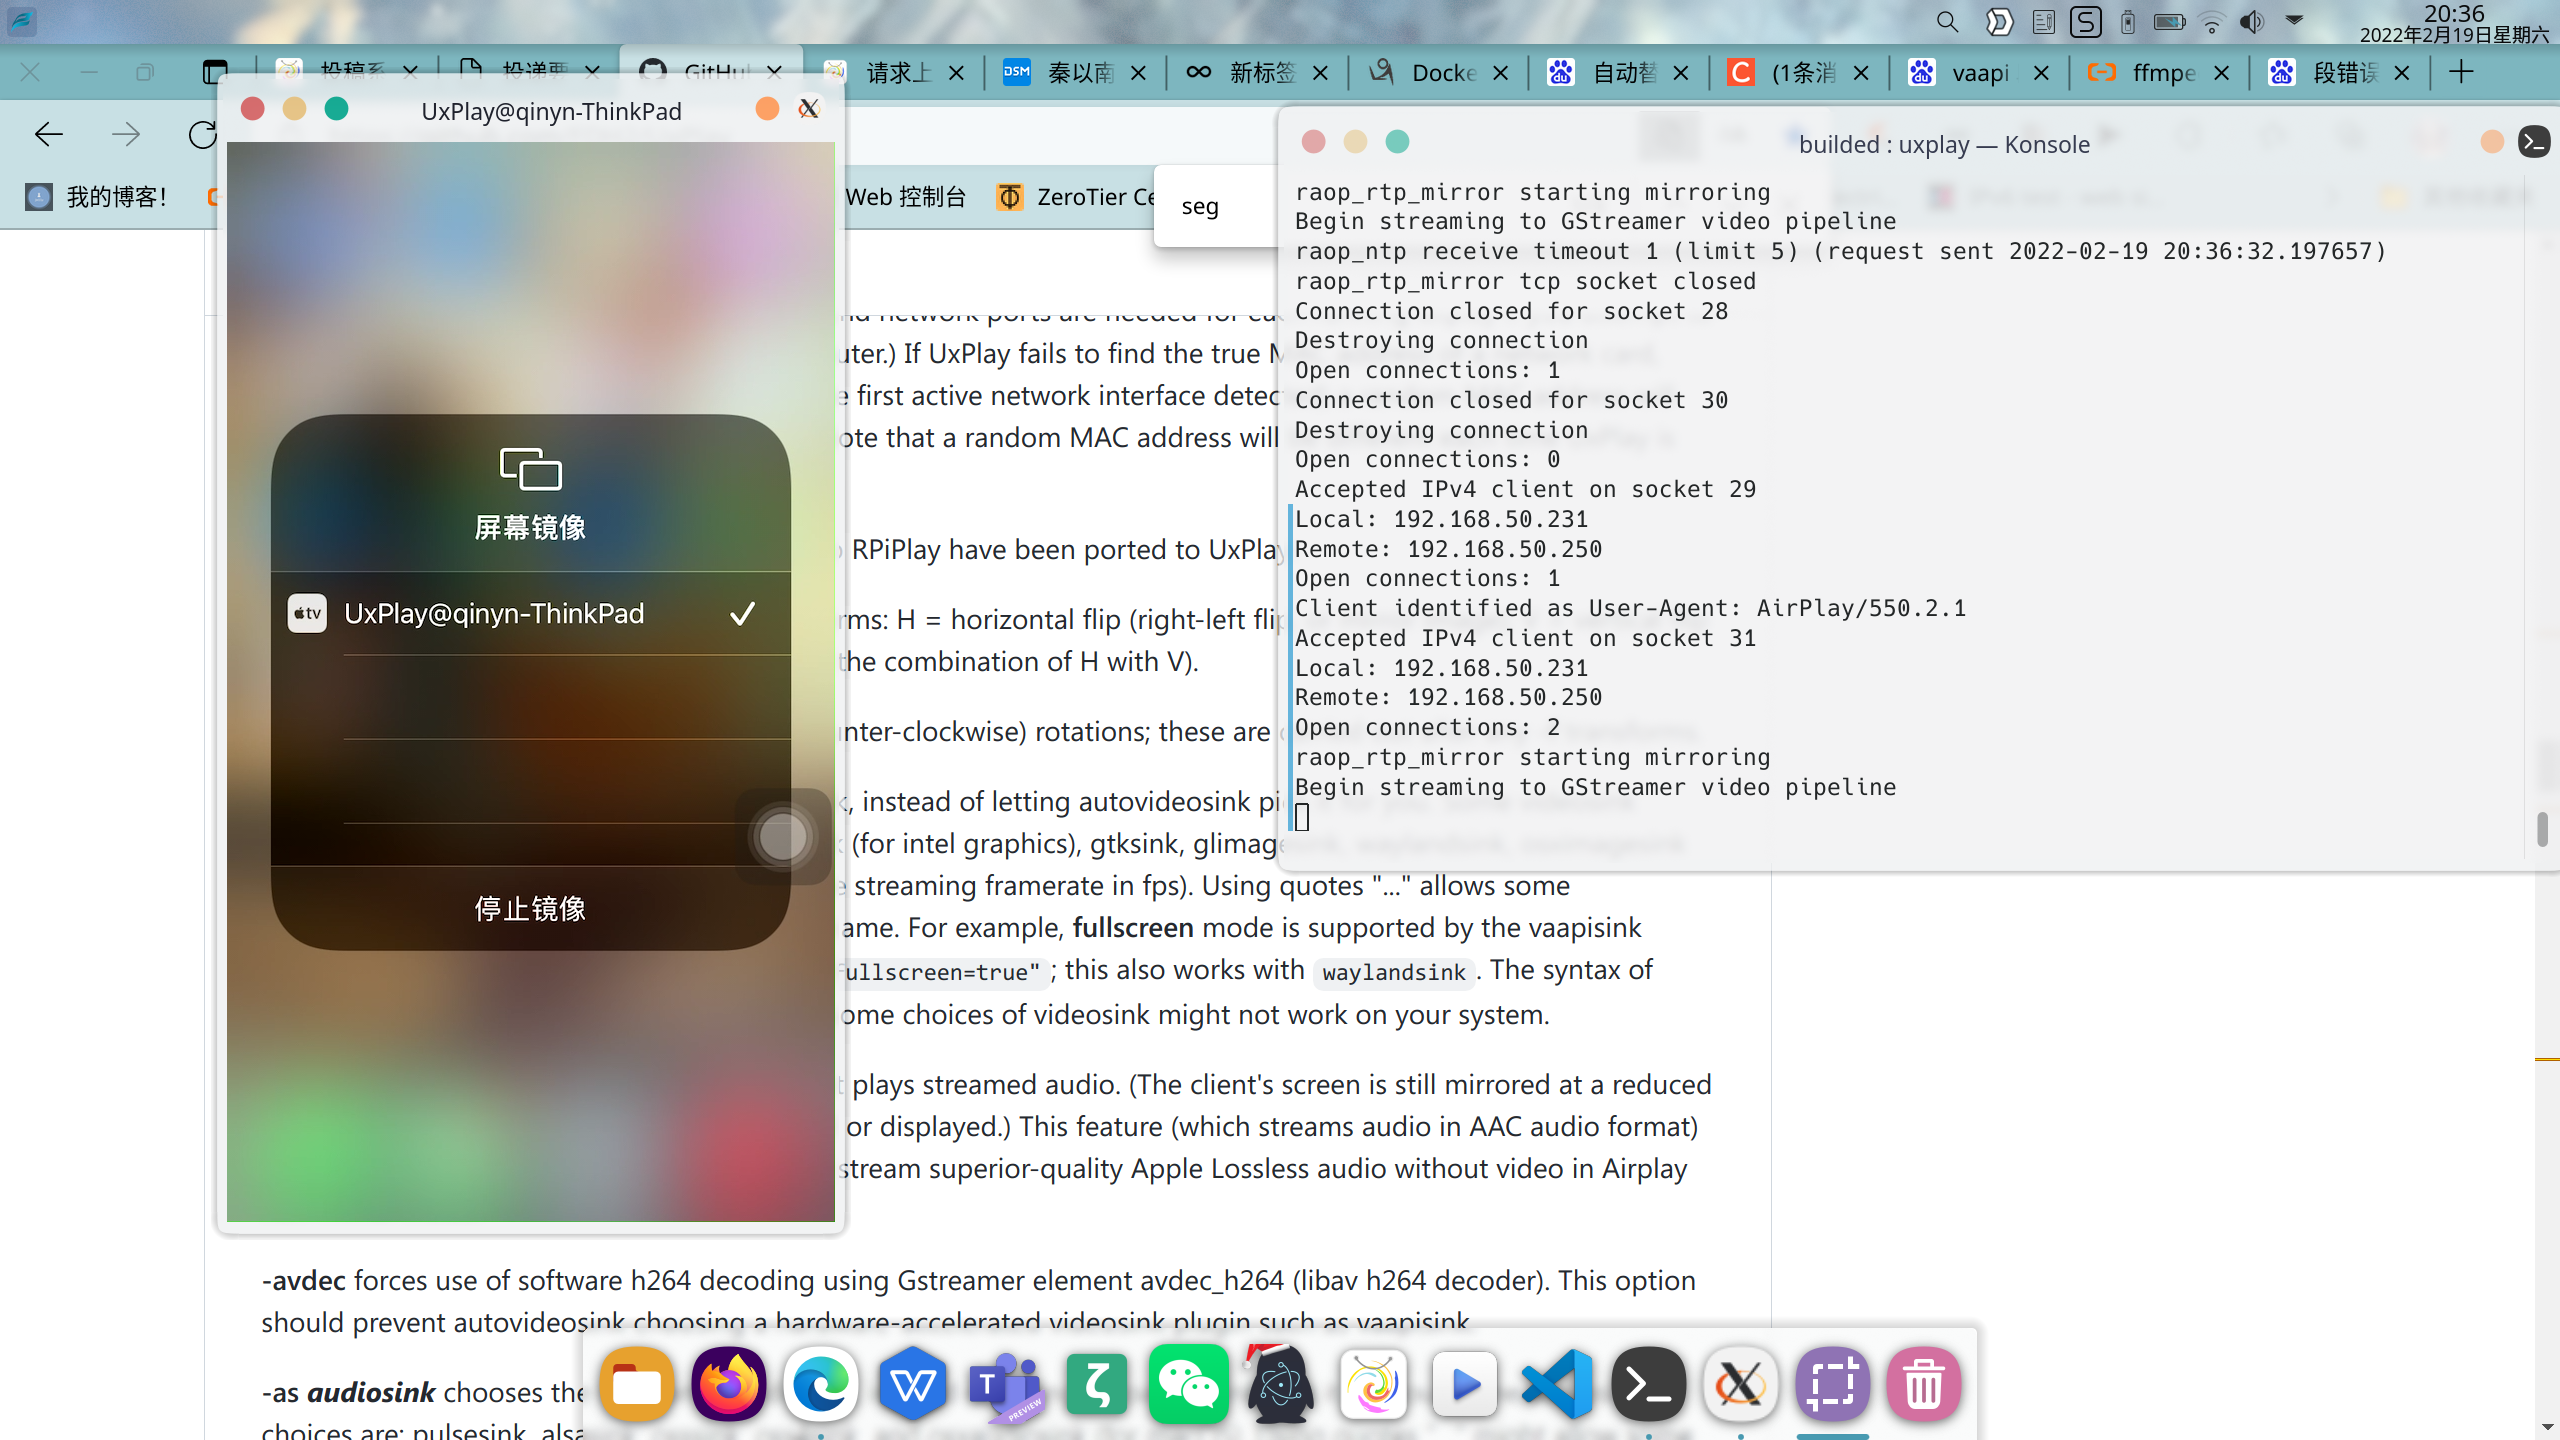 20:36
2022年2月19日星期六
投稿系
投递要
GitHu
请求上
DSM 秦以南
新标签
Docke
自动替
(1条消
vaapi
ffmpe
段错误
UxPlay@qinyn-ThinkPad
我的博客!
Web 控制台
ZeroTier Ce
seg
屏幕镜像
tv UxPlay@qinyn-ThinkPad
停止镜像
nd network ports are needed for
uter.) If UxPlay fails to find the true
first active network interface detec
ote that a random MAC address will
RPiPlay have been ported to UxPlay
rms: H = horizontal flip (right-left flip
the combination of H with V).
unter-clockwise) rotations; these are
, instead of letting autovideosink
(for intel graphics), gtksink,
streaming framerate in fps). Using quotes "..." allows some
ame. For example, fullscreen mode is supported by the vaapisink
fullscreen=true" ; this also works with waylandsink . The syntax of
ome choices of videosink might not work on your system.
plays streamed audio. (The client's screen is still mirrored at a reduced
or displayed.) This feature (which streams audio in AAC audio format)
stream superior-quality Apple Lossless audio without video in Airplay
-avdec forces use of software h264 decoding using Gstreamer element avdec_h264 (libav h264 decoder). This option
should prevent autovideosink choosing a hardware-accelerated videosink plugin such as vaapisink.
-as audiosink chooses the
choices are: pulsesink, alsa
builded : uxplay — Konsole
raop_rtp_mirror starting mirroring
Begin streaming to GStreamer video pipeline
raop_ntp receive timeout 1 (limit 5) (request sent 2022-02-19 20:36:32.197657)
raop_rtp_mirror tcp socket closed
Connection closed for socket 28
Destroying connection
Open connections: 1
Connection closed for socket 30
Destroying connection
Open connections: 0
Accepted IPv4 client on socket 29
Local: 192.168.50.231
Remote: 192.168.50.250
Open connections: 1
Client identified as User-Agent: AirPlay/550.2.1
Accepted IPv4 client on socket 31
Local: 192.168.50.231
Remote: 192.168.50.250
Open connections: 2
raop_rtp_mirror starting mirroring
Begin streaming to GStreamer video pipeline
PREVIEW